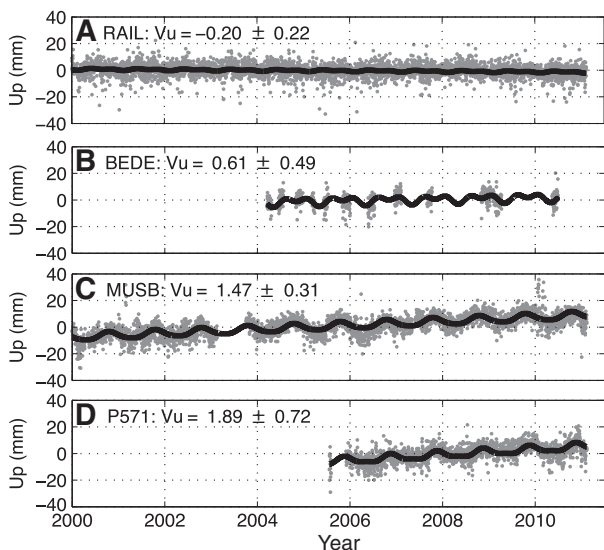 A RAIL: Vu = −0.20 ± 0.22
40
20
0
−20
−40
Up (mm)
Year
B BEDE: Vu = 0.61 ± 0.49
40
20
0
−20
−40
Up (mm)
C MUSB: Vu = 1.47 ± 0.31
40
20
0
−20
−40
Up (mm)
D P571: Vu = 1.89 ± 0.72
40
20
0
−20
−40
Up (mm)
2000 2002 2004 2006 2008 2010
Year